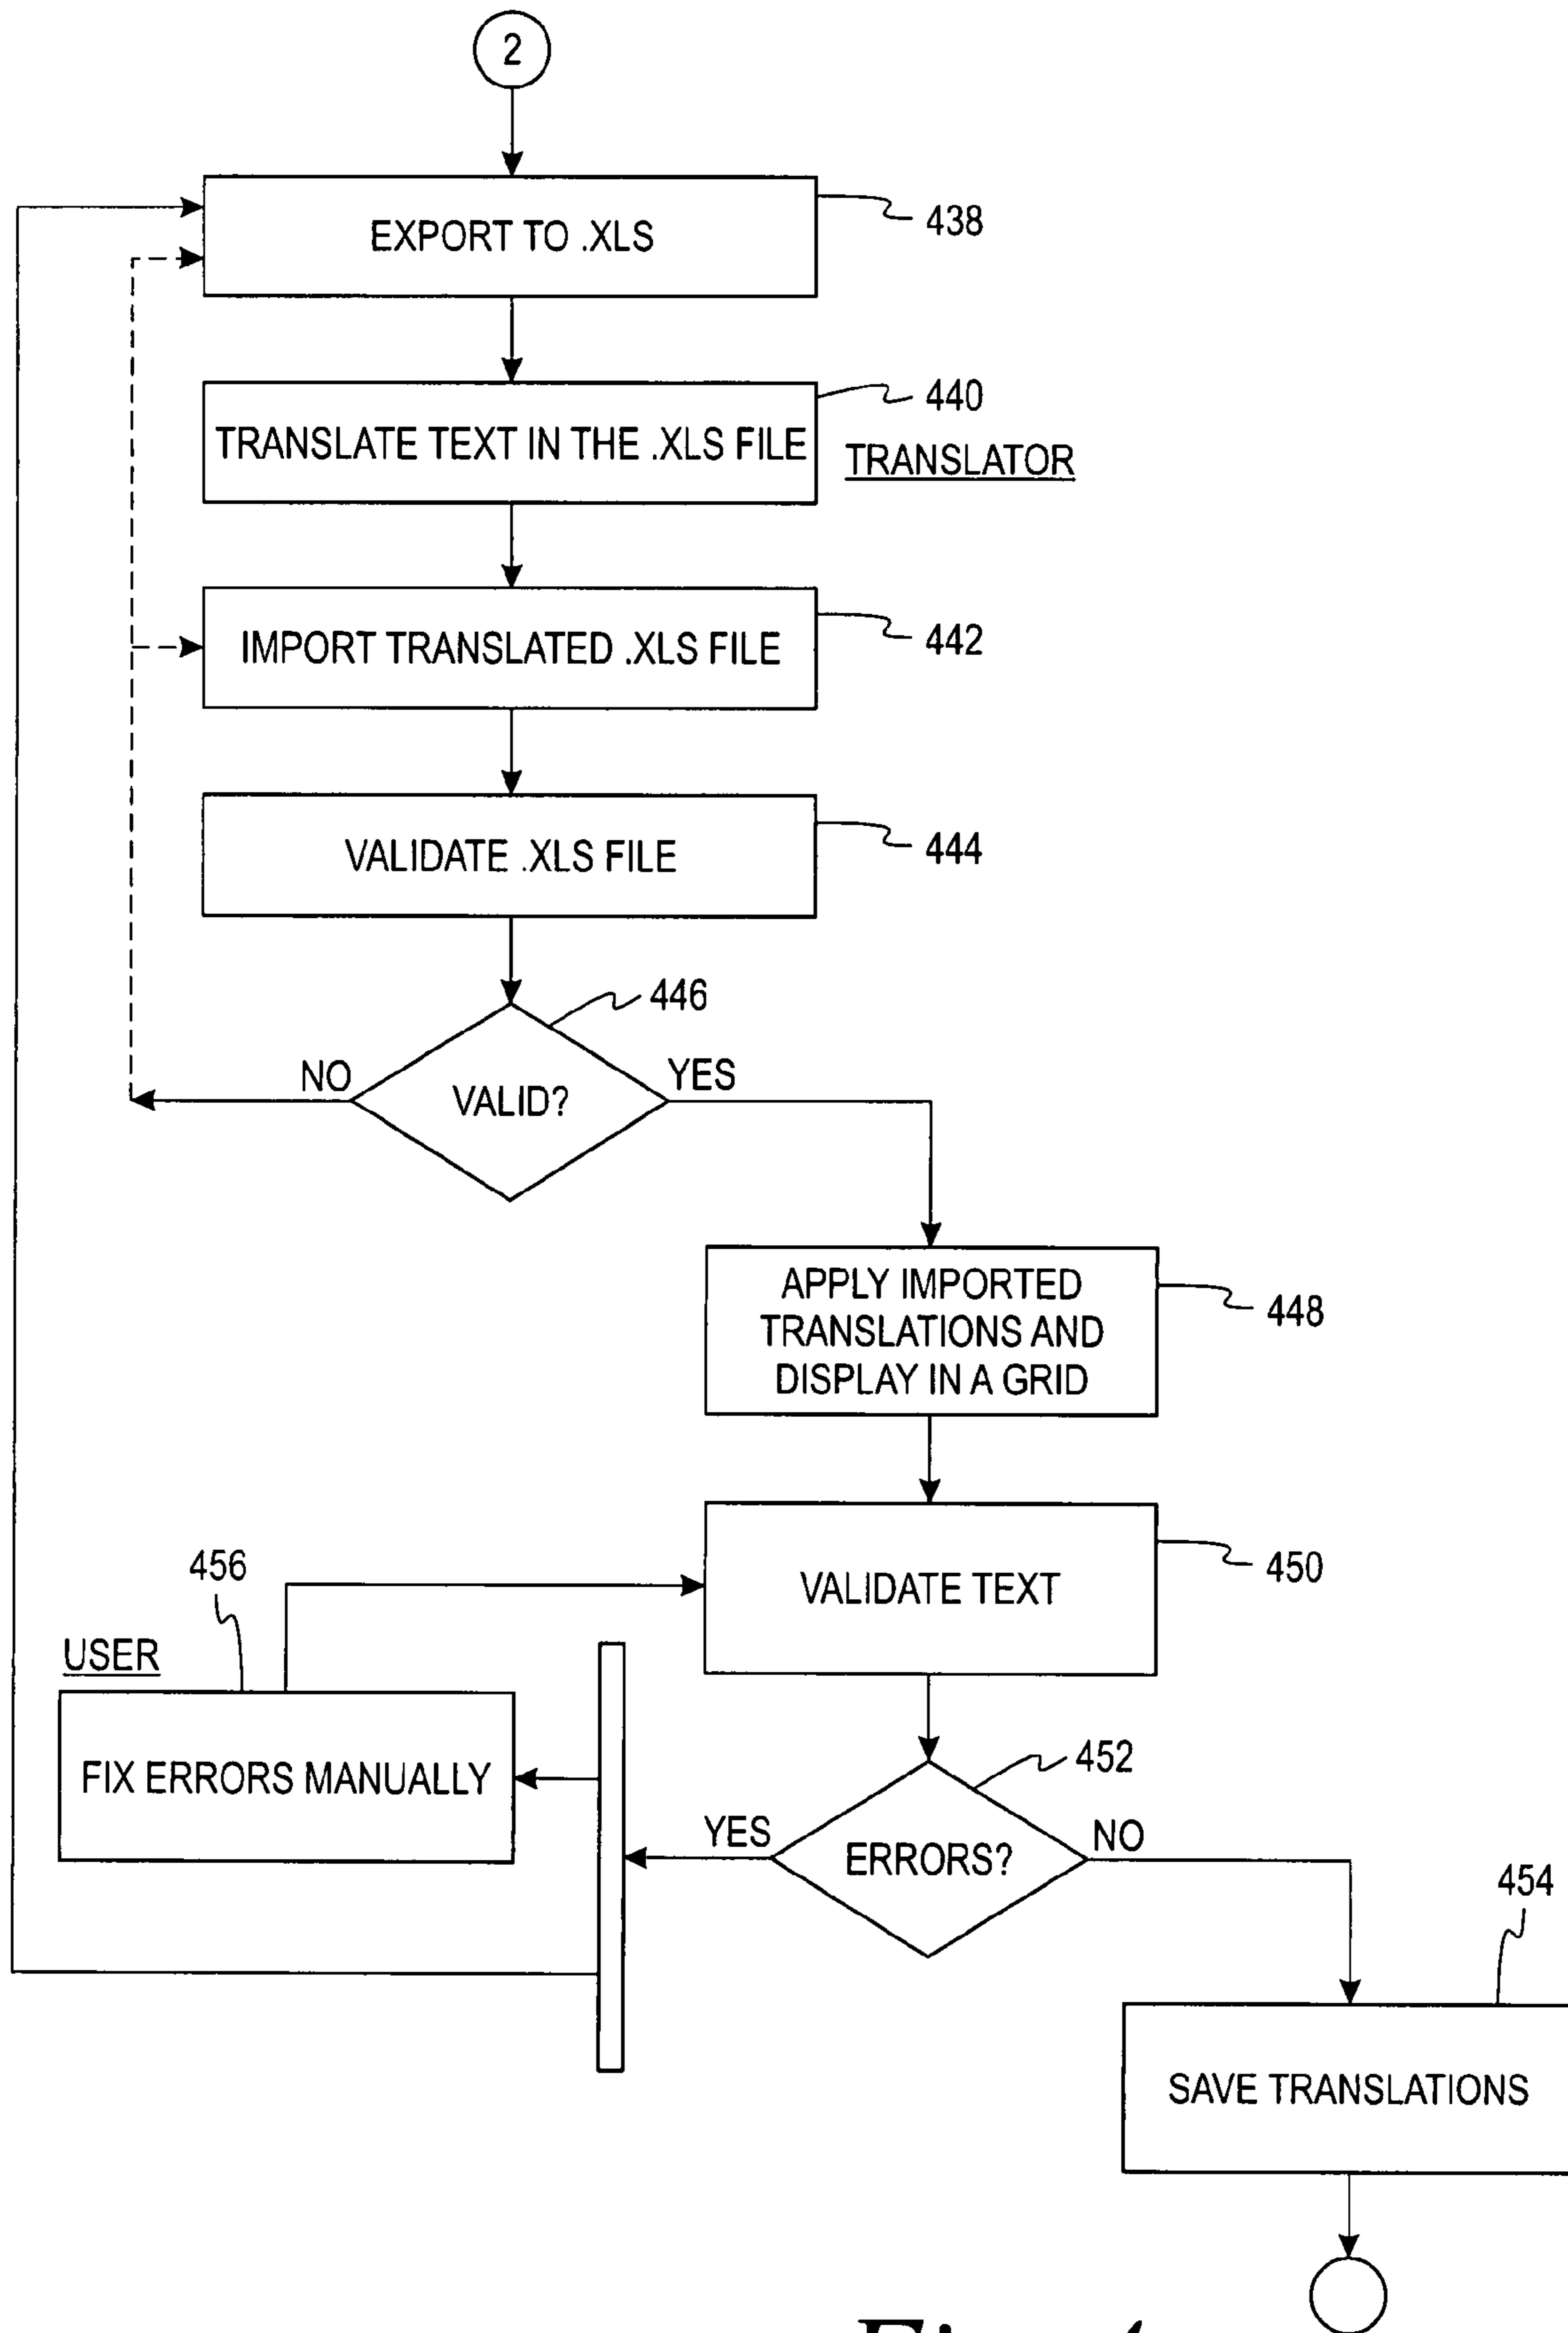 2
EXPORT TO .XLS
438
TRANSLATE TEXT IN THE .XLS FILE
440
TRANSLATOR
IMPORT TRANSLATED .XLS FILE
442
VALIDATE .XLS FILE
444
446
NO
VALID?
YES
APPLY IMPORTED
TRANSLATIONS AND
DISPLAY IN A GRID
448
VALIDATE TEXT
450
456
USER
FIX ERRORS MANUALLY
452
YES
ERRORS?
NO
454
SAVE TRANSLATIONS